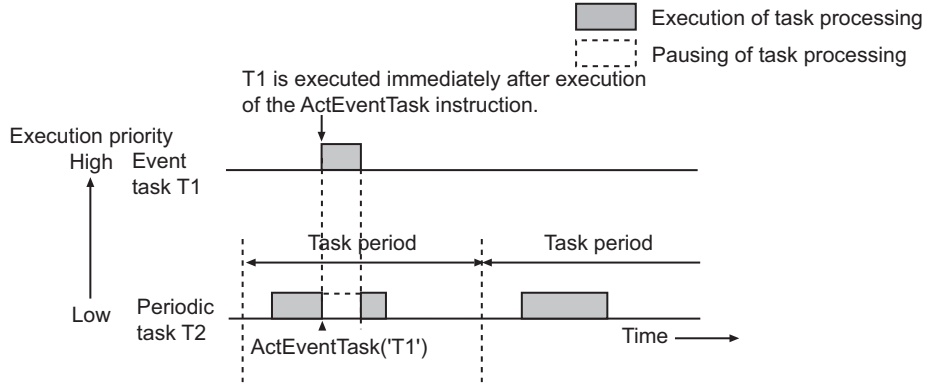 Execution of task processing
Pausing of task processing
T1 is executed immediately after execution
of the ActEventTask instruction.
Execution priority
High
Event
task T1
Task period
Task period
Low
Periodic
task T2
ActEventTask('T1')
Time